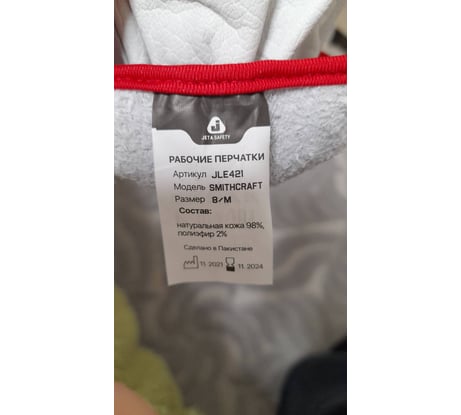 JETA SAFETY
РАБОЧИЕ ПЕРЧАТКИ
Артикул JLE421
Модель SMITHCRAFT
Размер 8/M
Состав:
натуральная кожа 98%,
полиэфир 2%
Сделано в Пакистане
11. 2021 11. 2024